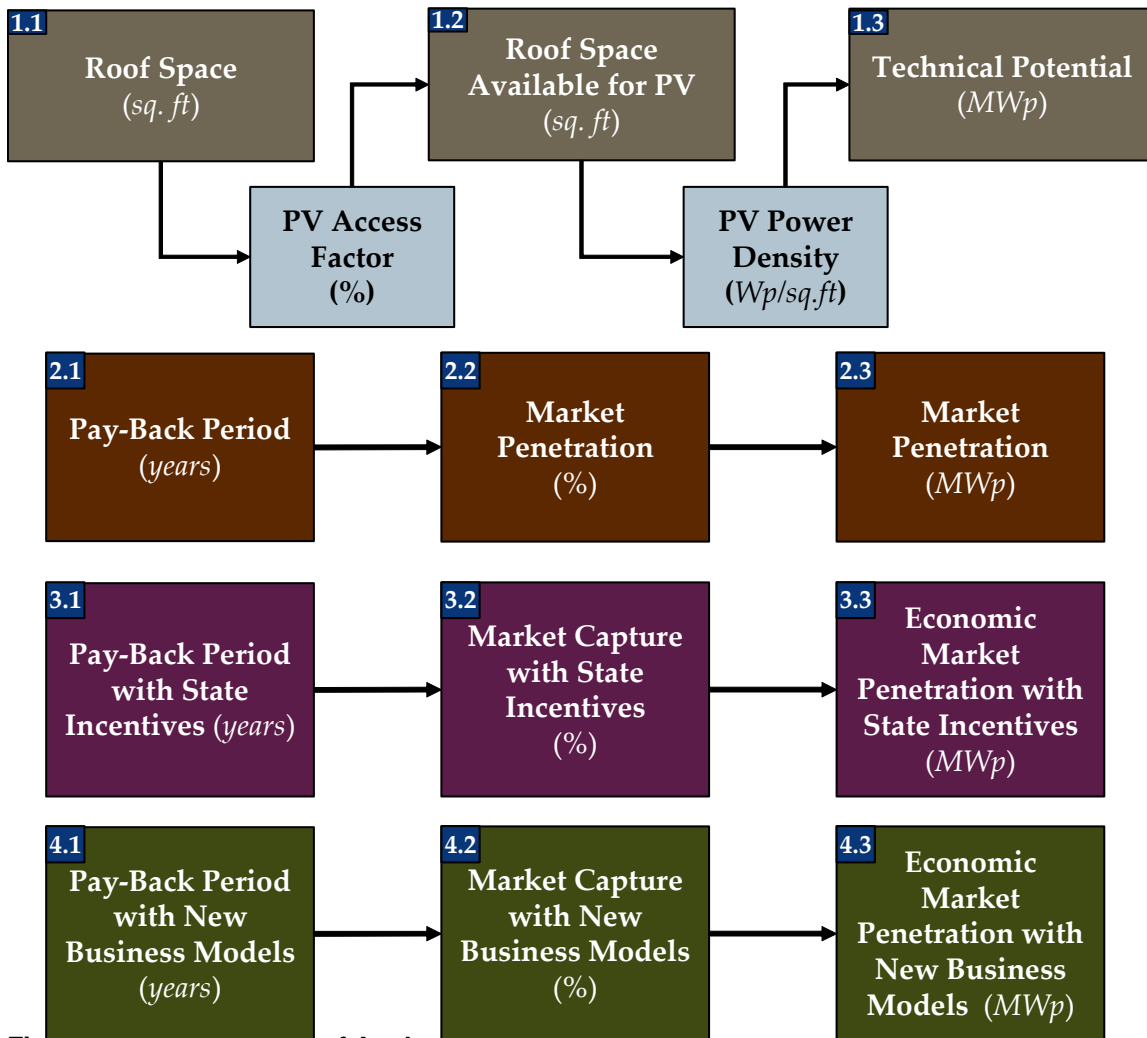 1.1
Roof Space
(sq. ft)
1.2
Roof Space
Available for PV
(sq. ft)
1.3
Technical Potential
(MWp)
PV Access
Factor
(%)
PV Power
Density
(Wp/sq.ft)
2.1
Pay-Back Period
(years)
2.2
Market
Penetration
(%)
2.3
Market
Penetration
(MWp)
3.1
Pay-Back Period
with State
Incentives (years)
3.2
Market Capture
with State
Incentives
(%)
3.3
Economic
Market
Penetration with
State Incentives
(MWp)
4.1
Pay-Back Period
with New
Business Models
(years)
4.2
Market Capture
with New
Business Models
(%)
4.3
Economic
Market
Penetration with
New Business
Models (MWp)